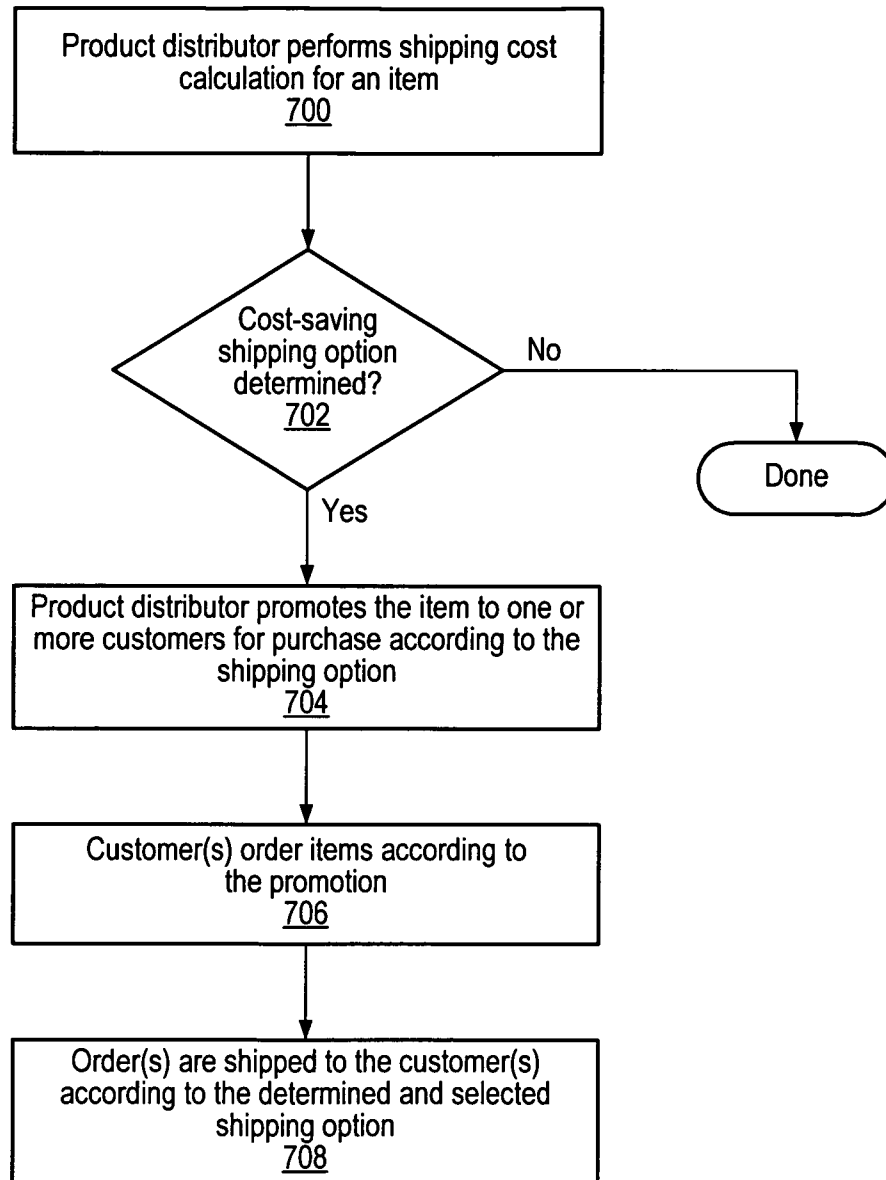 Product distributor performs shipping cost
calculation for an item
700
Cost-saving
shipping option
determined?
702
No
Done
Yes
Product distributor promotes the item to one or
more customers for purchase according to the
shipping option
704
Customer(s) order items according to
the promotion
706
Order(s) are shipped to the customer(s)
according to the determined and selected
shipping option
708